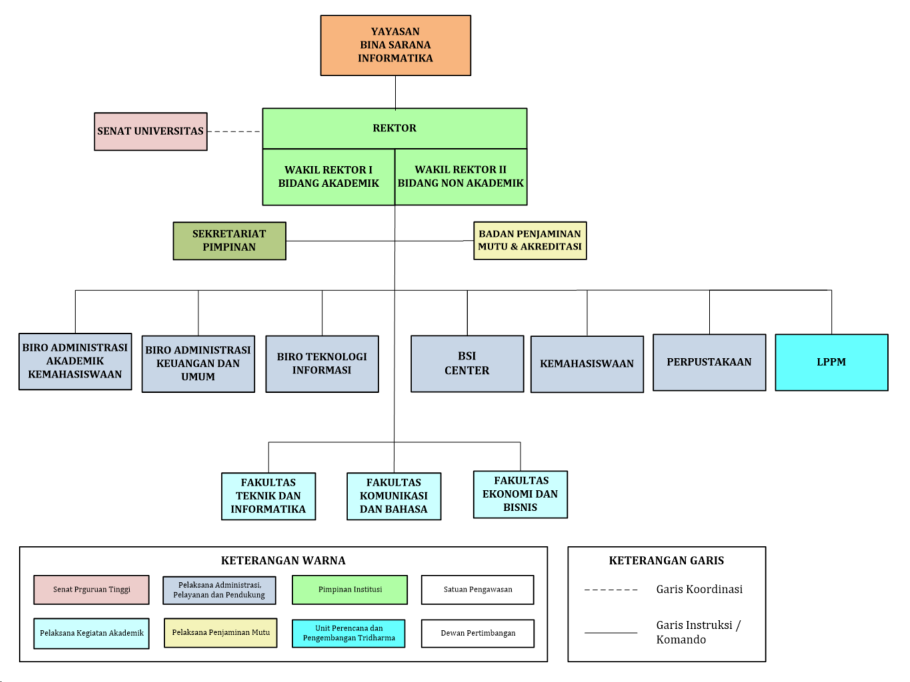 YAYASAN
BINA SARANA
INFORMATIKA
SENAT UNIVERSITAS
REKTOR
WAKIL REKTOR I
BIDANG AKADEMIK
WAKIL REKTOR II
BIDANG NON AKADEMIK
SEKRETARIAT
PIMPINAN
BADAN PENJAMINAN
MUTU & AKREDITASI
BIRO ADMINISTRASI
AKADEMIK
KEMAHASISWAAN
BIRO ADMINISTRASI
KEUANGAN DAN
UMUM
BIRO TEKNOLOGI
INFORMASI
BSI
CENTER
KEMAHASISWAAN
PERPUSTAKAAN
LPPM
FAKULTAS
TEKNIK DAN
INFORMATIKA
FAKULTAS
KOMUNIKASI
DAN BAHASA
FAKULTAS
EKONOMI DAN
BISNIS
KETERANGAN WARNA
Senat Prguruan Tinggi
Pelaksana Administrasi,
Pelayanan dan Pendukung
Pimpinan Institusi
Satuan Pengawasan
Pelaksana Kegiatan Akademik
Pelaksana Penjaminan Mutu
Unit Perencana dan
Pengembangan Tridharma
Dewan Pertimbangan
KETERANGAN GARIS
Garis Koordinasi
Garis Instruksi /
Komando